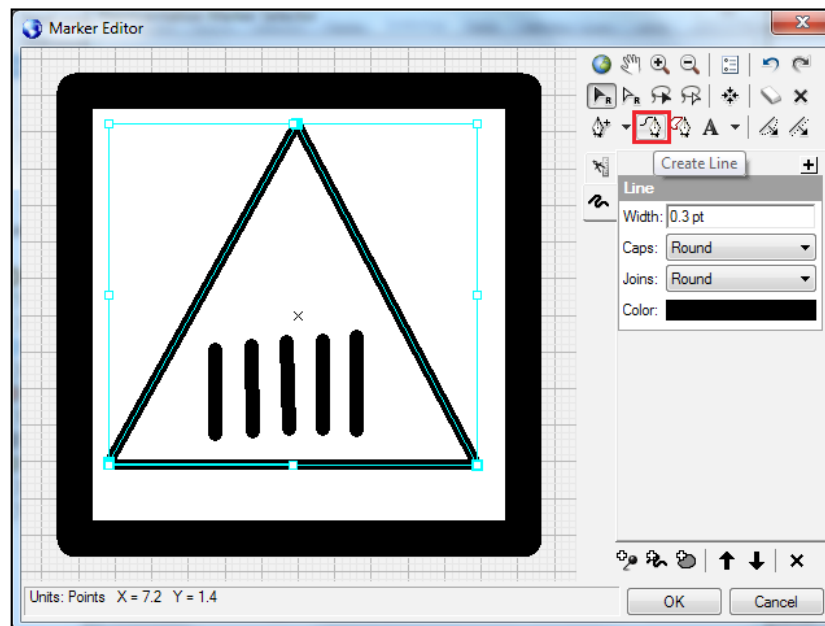 Marker Editor
Create Line
Line
Width: 0.3 pt
Caps: Round
Joins: Round
Color:
Units: Points X = 7.2 Y = 1.4
OK
Cancel